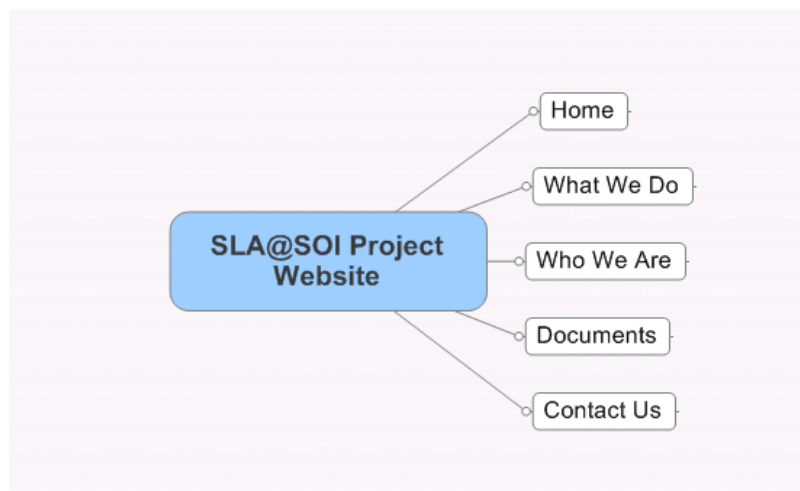 SLA@SOI Project
Website
Home
What We Do
Who We Are
Documents
Contact Us